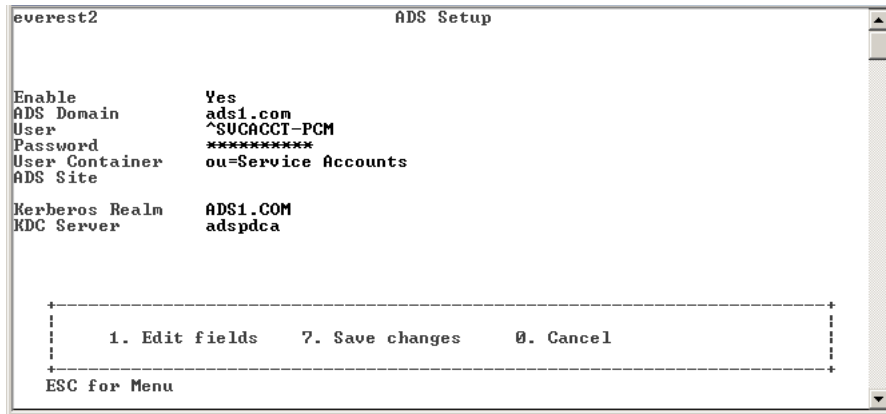 everest2 ADS Setup
Enable Yes
ADS Domain ads1.com
User ^SVCACCT-PCM
Password **********
User Container ou=Service Accounts
ADS Site
Kerberos Realm ADS1.COM
KDC Server adspdca
1. Edit fields 7. Save changes 0. Cancel
ESC for Menu